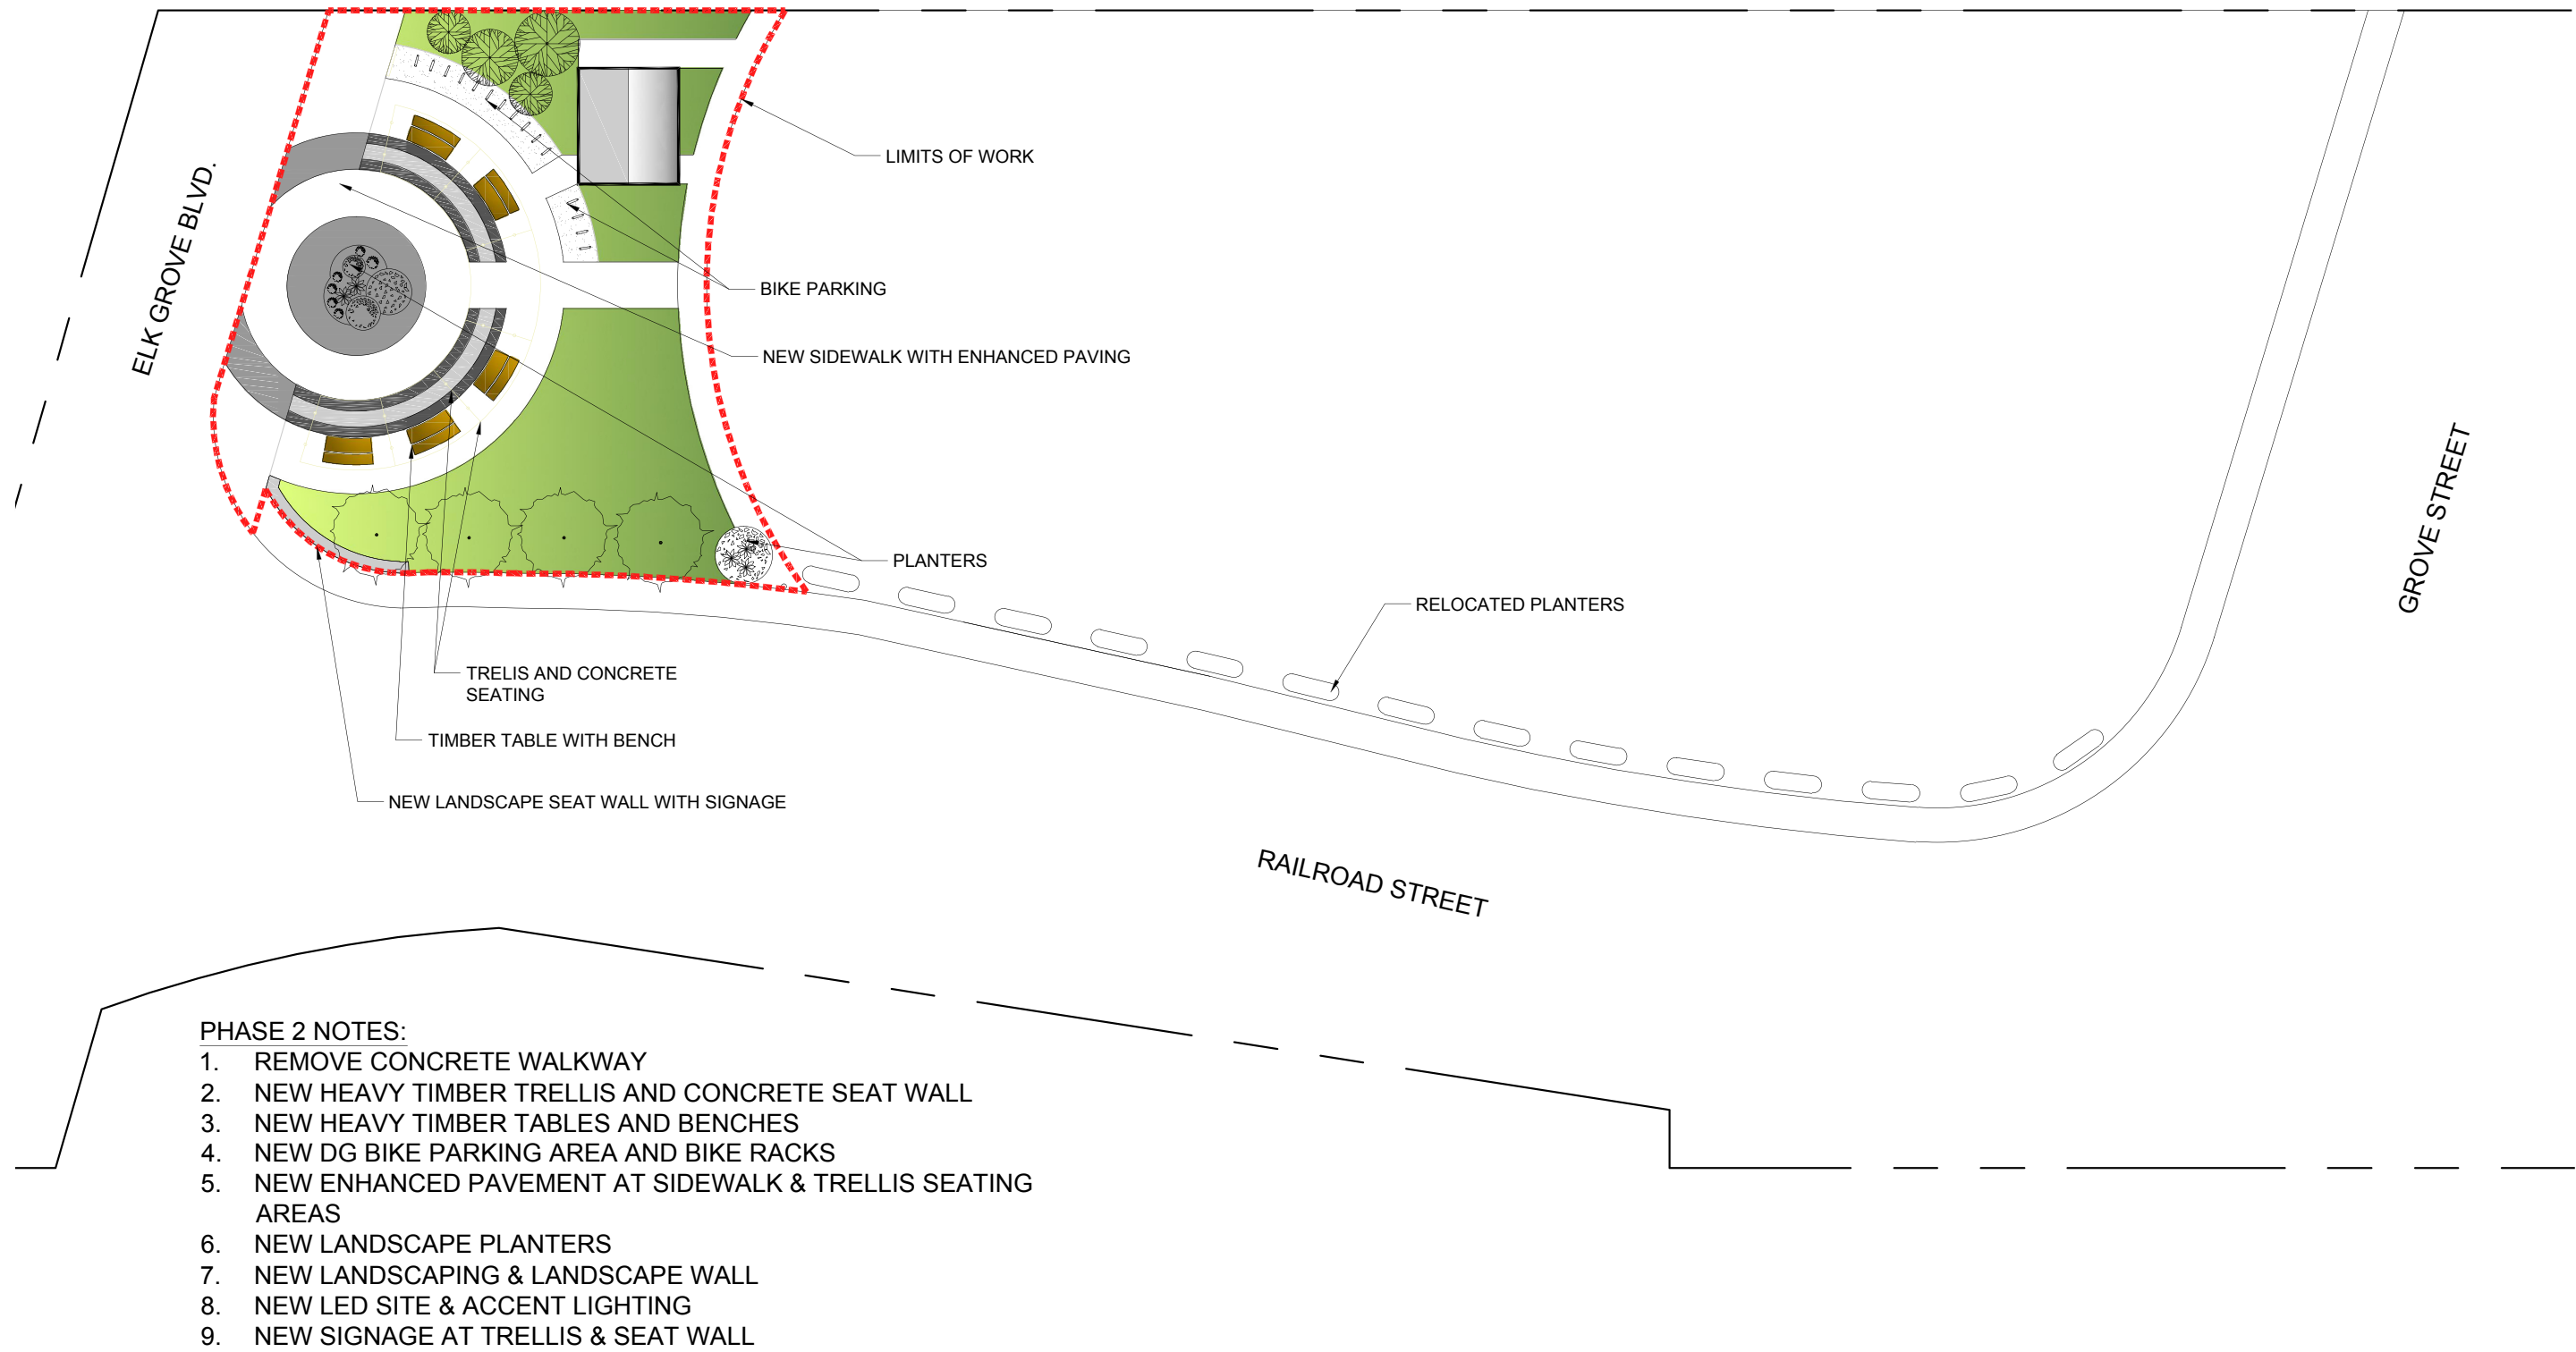 LIMITS OF WORK
ELK GROVE BLVD.
BIKE PARKING
NEW SIDEWALK WITH ENHANCED PAVING
GROVE STREET
PLANTERS
RELOCATED PLANTERS
TRELIS AND CONCRETE
SEATING
TIMBER TABLE WITH BENCH
NEW LANDSCAPE SEAT WALL WITH SIGNAGE
RAILROAD STREET
PHASE 2 NOTES:
1. REMOVE CONCRETE WALKWAY
2. NEW HEAVY TIMBER TRELLIS AND CONCRETE SEAT WALL
3. NEW HEAVY TIMBER TABLES AND BENCHES
4. NEW DG BIKE PARKING AREA AND BIKE RACKS
5. NEW ENHANCED PAVEMENT AT SIDEWALK & TRELLIS SEATING
AREAS
6. NEW LANDSCAPE PLANTERS
7. NEW LANDSCAPING & LANDSCAPE WALL
8. NEW LED SITE & ACCENT LIGHTING
9. NEW SIGNAGE AT TRELLIS & SEAT WALL